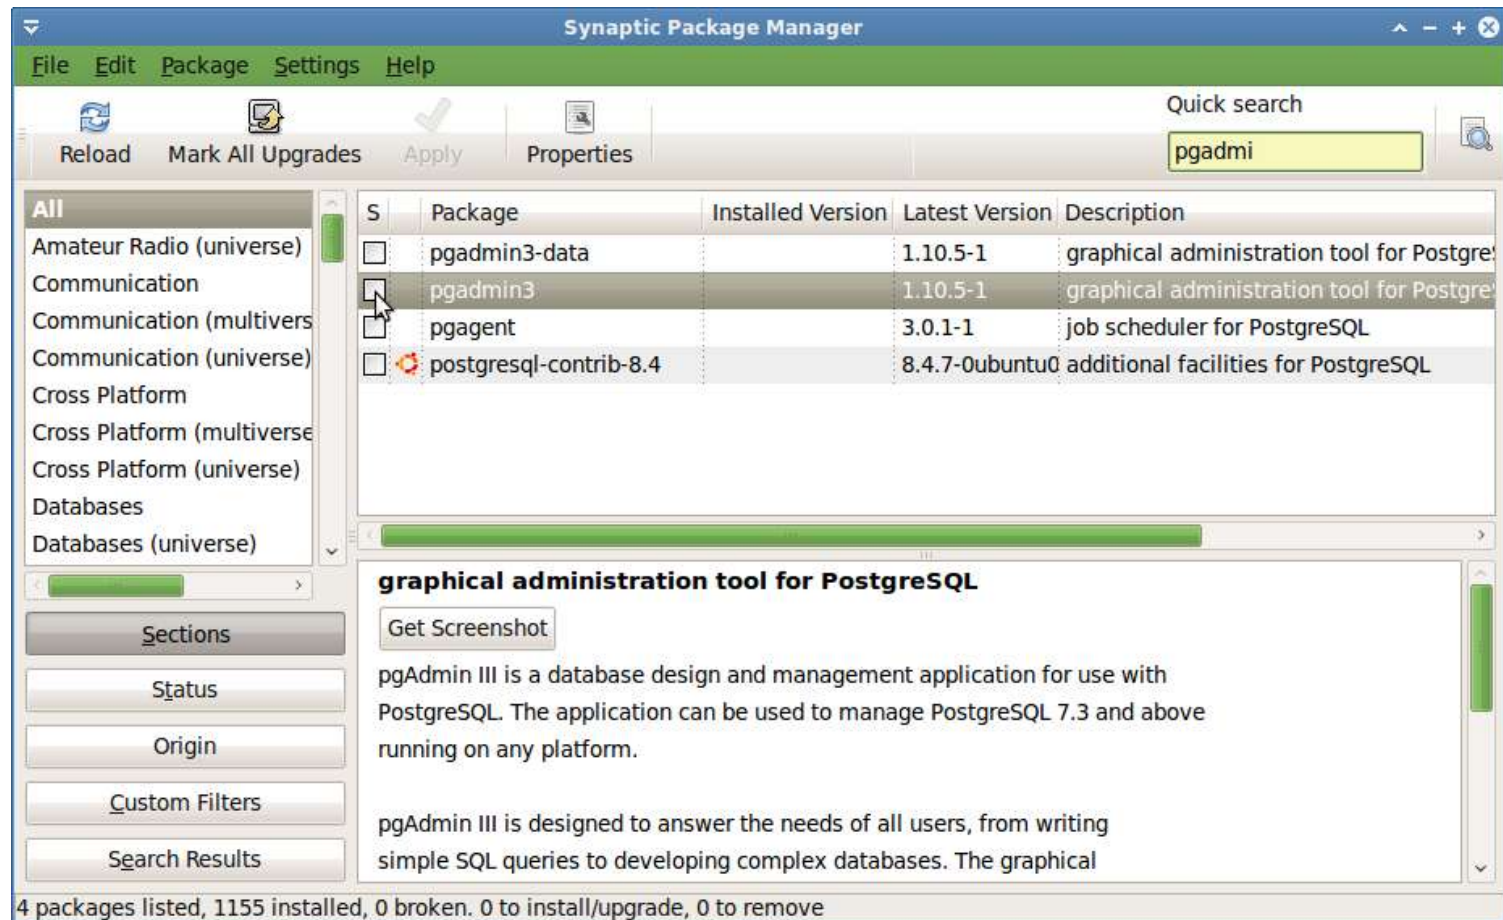 Synaptic Package Manager
File Edit Package Settings Help
Quick search
Reload Mark All Upgrades Apply Properties
pgadmi
All
Amateur Radio (universe)
Communication
Communication (multivers
Communication (universe)
Cross Platform
Cross Platform (multiverse
Cross Platform (universe)
Databases
Databases (universe)
Sections
Status
Origin
Custom Filters
Search Results
S Package Installed Version Latest Version Description
pgadmin3-data 1.10.5-1 graphical administration tool for Postgre
pgadmin3 1.10.5-1 graphical administration tool for Postgre
pgagent 3.0.1-1 job scheduler for PostgreSQL
postgresql-contrib-8.4 8.4.7-0ubuntu0 additional facilities for PostgreSQL
graphical administration tool for PostgreSQL
Get Screenshot
pgAdmin III is a database design and management application for use with
PostgreSQL. The application can be used to manage PostgreSQL 7.3 and above
running on any platform.
pgAdmin III is designed to answer the needs of all users, from writing
simple SQL queries to developing complex databases. The graphical
4 packages listed, 1155 installed, 0 broken. 0 to install/upgrade, 0 to remove